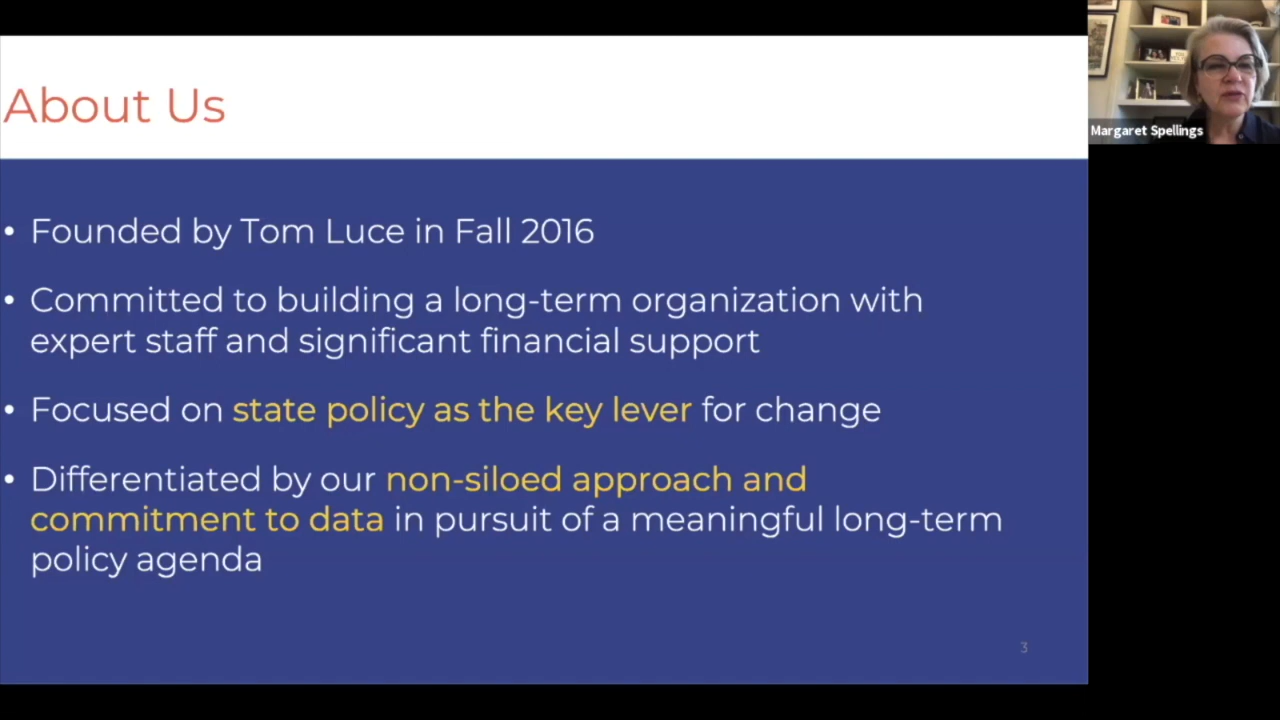 About Us
• Founded by Tom Luce in Fall 2016
• Committed to building a long-term organization with
expert staff and significant financial support
• Focused on state policy as the key lever for change
• Differentiated by our non-siloed approach and
commitment to data in pursuit of a meaningful long-term
policy agenda
3
Margaret Spellings